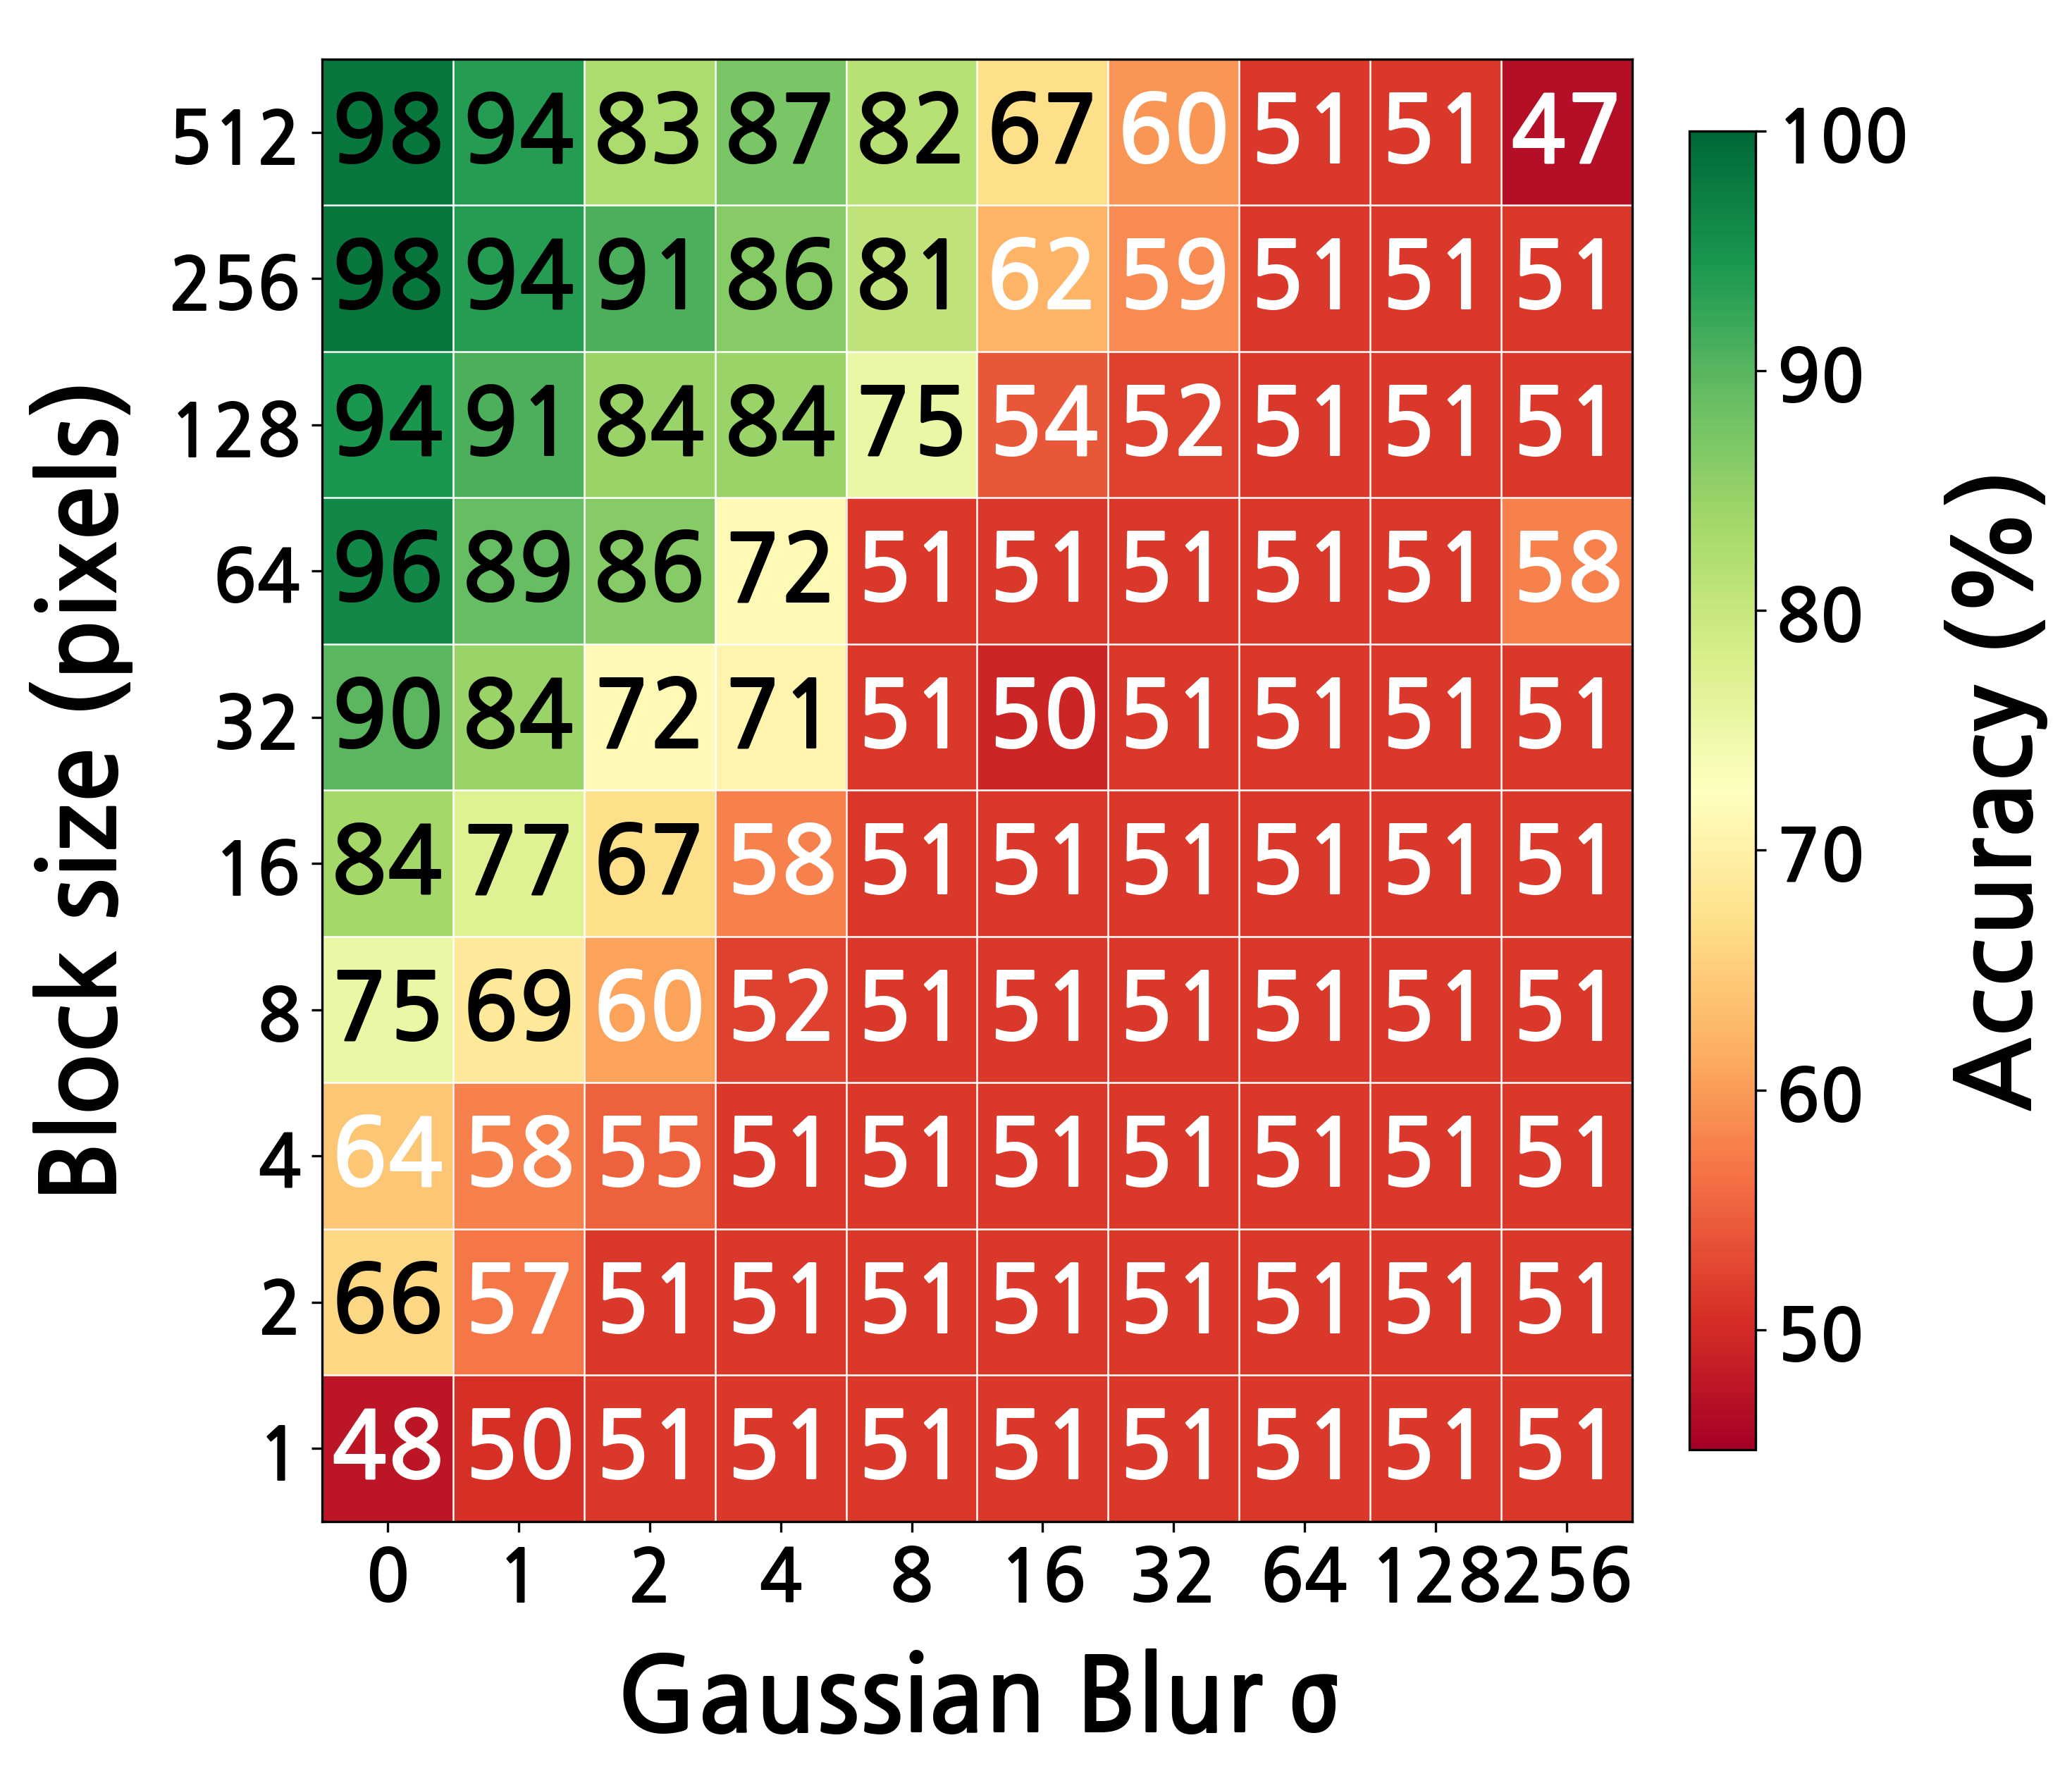 512 98 94 83 87 82 67 60 51 51 47
256 98 94 91 86 81 62 59 51 51 51
128 94 91 84 84 75 54 52 51 51 51
64 96 89 86 72 51 51 51 51 51 58
32 90 84 72 71 51 50 51 51 51 51
16 84 77 67 58 51 51 51 51 51 51
8 75 69 60 52 51 51 51 51 51 51
4 64 58 55 51 51 51 51 51 51 51
2 66 57 51 51 51 51 51 51 51 51
1 48 50 51 51 51 51 51 51 51 51
0 1 2 4 8 16 32 64 128 256
Gaussian Blur σ
Block size (pixels)
100
90
80
70
60
50
Accuracy (%)